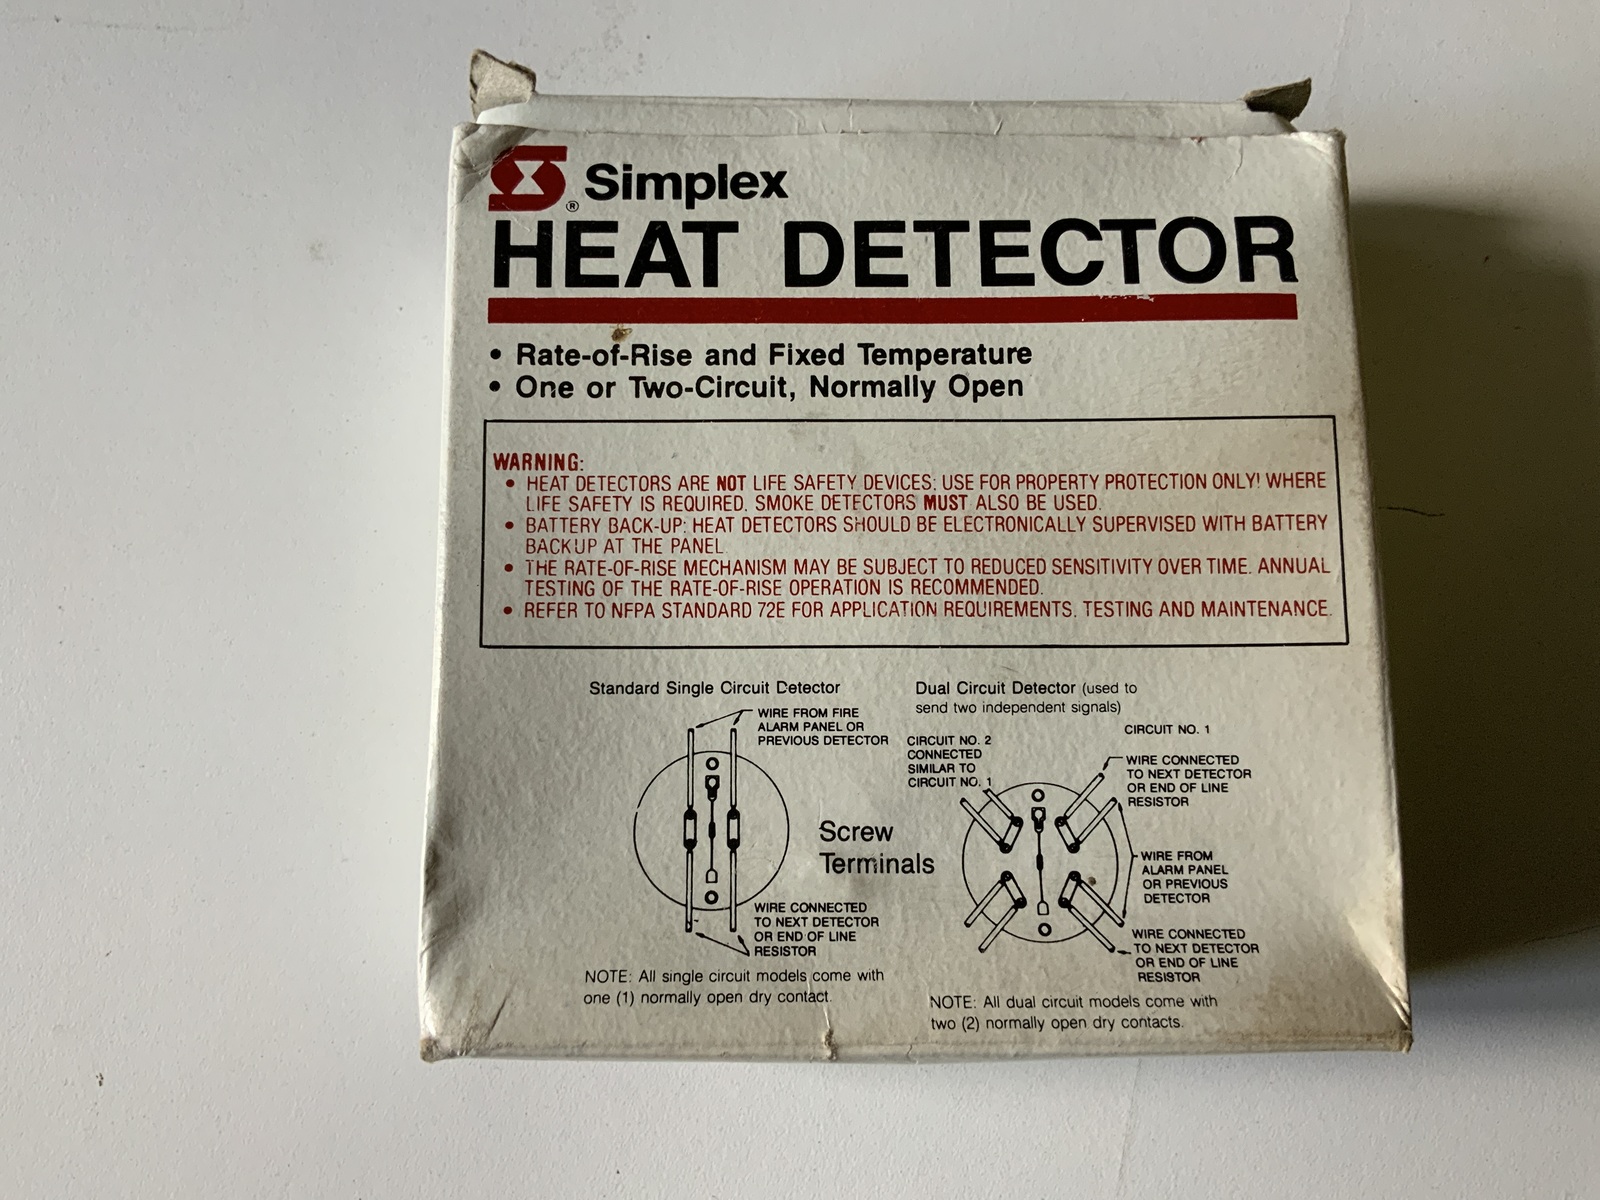 ® Simplex
HEAT DETECTOR
• Rate-of-Rise and Fixed Temperature
• One or Two-Circuit, Normally Open
WARNING:
• HEAT DETECTORS ARE NOT LIFE SAFETY DEVICES: USE FOR PROPERTY PROTECTION ONLY! WHERE
LIFE SAFETY IS REQUIRED, SMOKE DETECTORS MUST ALSO BE USED.
• BATTERY BACK-UP: HEAT DETECTORS SHOULD BE ELECTRONICALLY SUPERVISED WITH BATTERY
BACKUP AT THE PANEL
• THE RATE-OF-RISE MECHANISM MAY BE SUBJECT TO REDUCED SENSITIVITY OVER TIME. ANNUAL
TESTING OF THE RATE-OF-RISE OPERATION IS RECOMMENDED.
• REFER TO NFPA STANDARD 72E FOR APPLICATION REQUIREMENTS. TESTING AND MAINTENANCE.
Standard Single Circuit Detector
WIRE FROM FIRE
ALARM PANEL OR
PREVIOUS DETECTOR
WIRE CONNECTED
TO NEXT DETECTOR
OR END OF LINE
RESISTOR
NOTE: All single circuit models come with
one (1) normally open dry contact.
Screw
Terminals
Dual Circuit Detector (used to
send two independent signals)
CIRCUIT NO. 1
CIRCUIT NO. 2
CONNECTED
SIMILAR TO
CIRCUIT NO. 1
WIRE CONNECTED
TO NEXT DETECTOR
OR END OF LINE
RESISTOR
WIRE FROM
ALARM PANEL
OR PREVIOUS
DETECTOR
WIRE CONNECTED
TO NEXT DETECTOR
OR END OF LINE
RESISTOR
NOTE: All dual circuit models come with
two (2) normally open dry contacts.